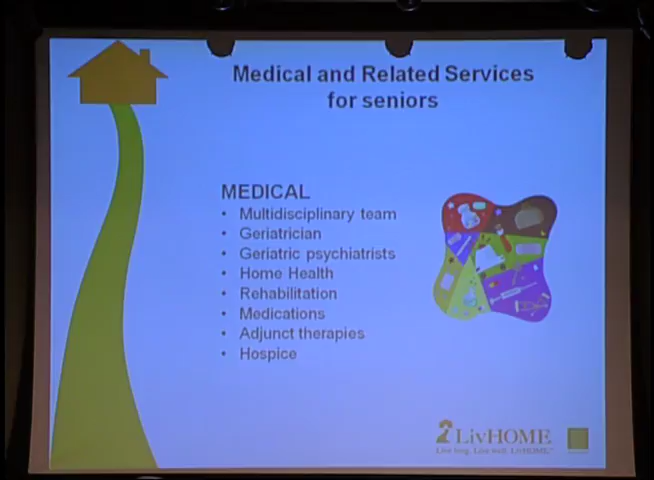 Medical and Related Services
for seniors
MEDICAL
• Multidisciplinary team
• Geriatrician
• Geriatric psychiatrists
• Home Health
• Rehabilitation
• Medications
• Adjunct therapies
• Hospice
LivHOME
Live long. Live well. LivHOME.